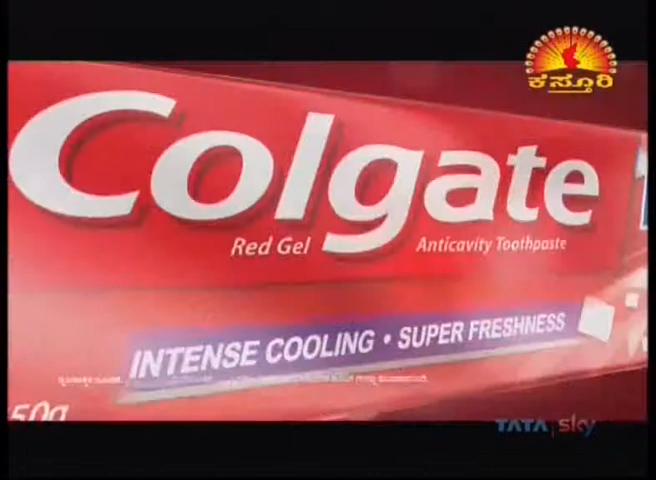 ಕಸ್ತೂರಿ
Colgate
Red Gel
Anticavity Toothpaste
INTENSE COOLING • SUPER FRESHNESS
50g
TATA sky